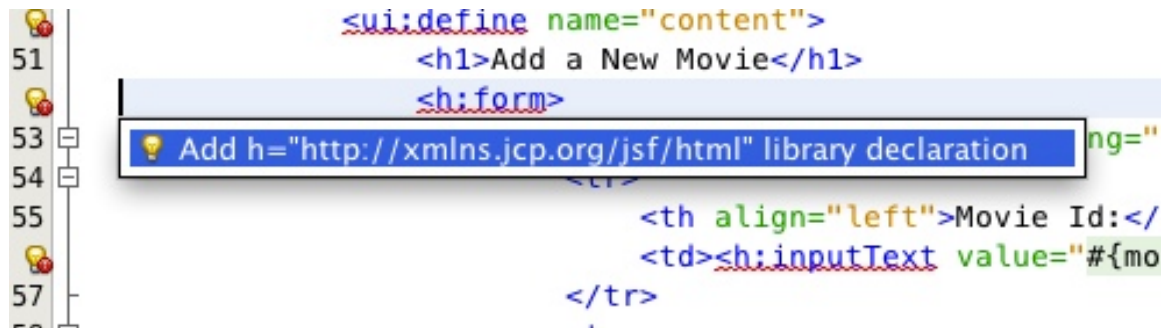 <ui:define name="content">
51 <h1>Add a New Movie</h1>
<h:form>
53 Add h="http://xmlns.jcp.org/jsf/html" library declaration ng="
54 <tr>
55 <th align="left">Movie Id:</
<td><h:inputText value="#{mo
57 </tr>